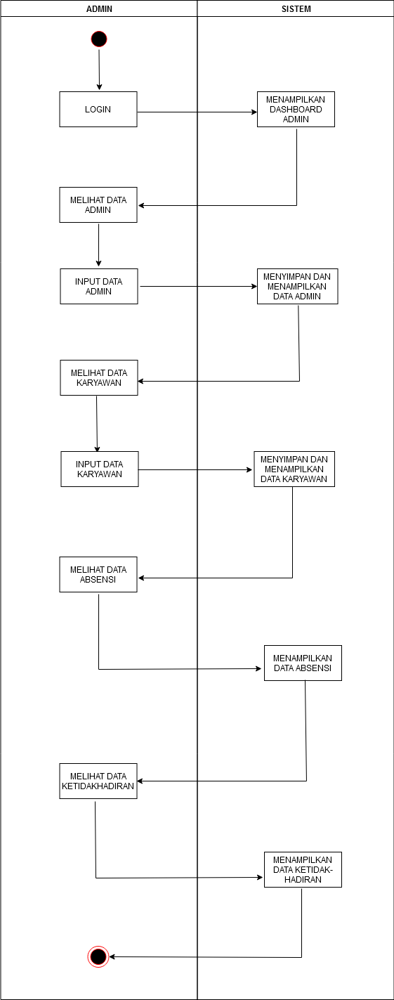 ADMIN
SISTEM
LOGIN
MENAMPILKAN
DASHBOARD
ADMIN
MELIHAT DATA
ADMIN
INPUT DATA
ADMIN
MENYIMPAN DAN
MENAMPILKAN
DATA ADMIN
MELIHAT DATA
KARYAWAN
INPUT DATA
KARYAWAN
MENYIMPAN DAN
MENAMPILKAN
DATA KARYAWAN
MELIHAT DATA
ABSENSI
MENAMPILKAN
DATA ABSENSI
MELIHAT DATA
KETIDAKHADIRAN
MENAMPILKAN
DATA KETIDAK-
HADIRAN